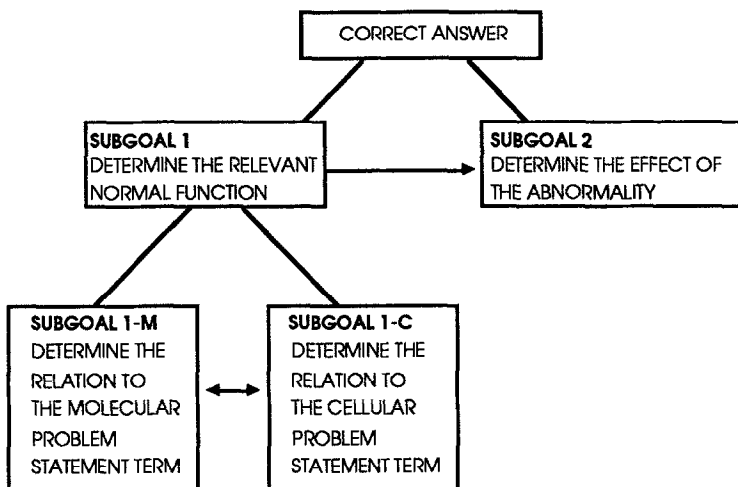 CORRECT ANSWER
SUBGOAL 1
DETERMINE THE RELEVANT
NORMAL FUNCTION
SUBGOAL 2
DETERMINE THE EFFECT OF
THE ABNORMALITY
SUBGOAL 1-M
DETERMINE THE
RELATION TO
THE MOLECULAR
PROBLEM
STATEMENT TERM
SUBGOAL 1-C
DETERMINE THE
RELATION TO
THE CELLULAR
PROBLEM
STATEMENT TERM